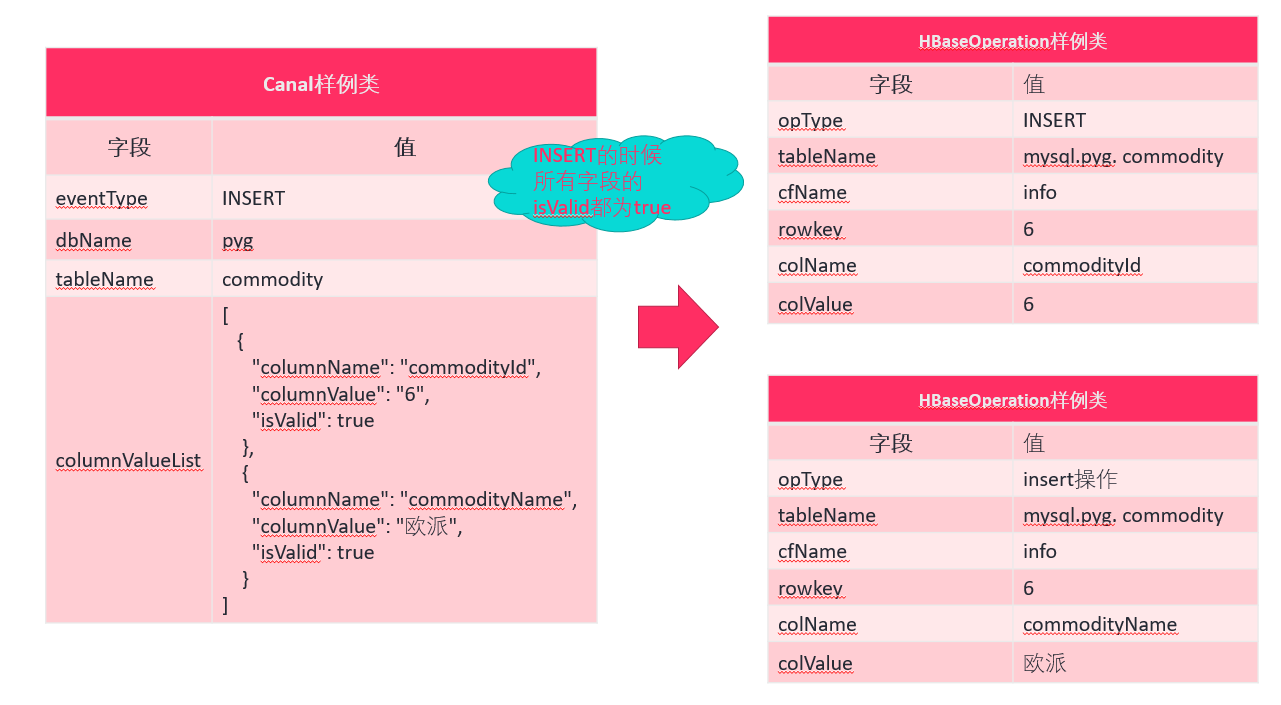 Canal样例类
字段 值
eventType INSERT
dbName pyg
tableName commodity
columnValueList
[
{
"columnName": "commodityId",
"columnValue": "6",
"isValid": true
},
{
"columnName": "commodityName",
"columnValue": "欧派",
"isValid": true
}
]
INSERT的时候
所有字段的
isValid都为true
HBaseOperation样例类
字段 值
opType INSERT
tableName mysql.pyg. commodity
cfName info
rowkey 6
colName commodityId
colValue 6
HBaseOperation样例类
字段 值
opType insert操作
tableName mysql.pyg. commodity
cfName info
rowkey 6
colName commodityName
colValue 欧派